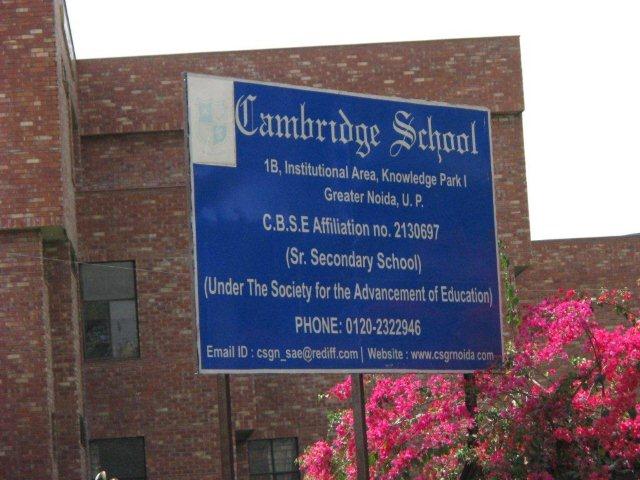 Cambridge School
1B, Institutional Area, Knowledge Park I
Greater Noida, U. P.
C.B.S.E Affiliation no. 2130697
(Sr. Secondary School)
(Under The Society for the Advancement of Education)
PHONE: 0120-2322946
Email ID : csgn_sae@rediff.com | Website : www.csgrnoida.com